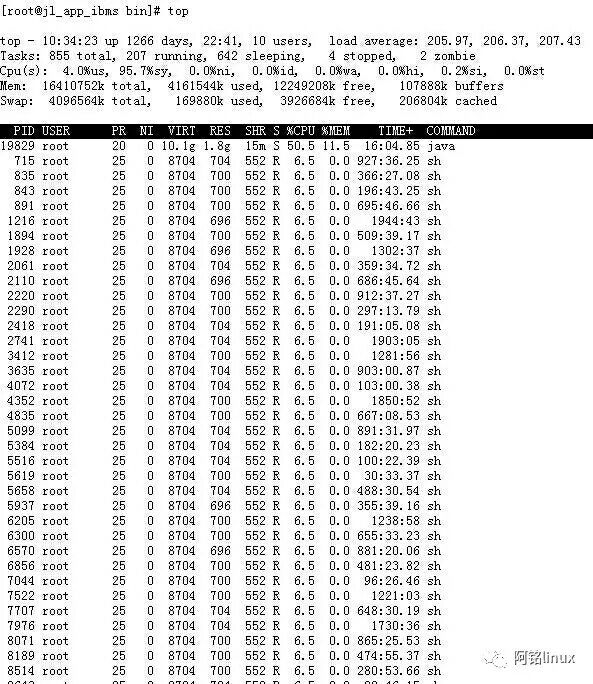 [root@jl_app_ibms bin]# top
top - 10:34:23 up 1266 days, 22:41, 10 users,  load average: 205.97, 206.37, 207.43
Tasks: 855 total, 207 running, 642 sleeping,   4 stopped,   2 zombie
Cpu(s):  4.0%us, 95.7%sy,  0.0%ni,  0.0%id,  0.0%wa,  0.0%hi,  0.2%si,  0.0%st
Mem:  16410752k total,  4161544k used, 12249208k free,   107888k buffers
Swap:  4096564k total,   169880k used,  3926684k free,   206804k cached
PID USER PR NI VIRT RES SHR S %CPU %MEM TIME+ COMMAND
19829 root 20 0 10.1g 1.8g 15m S 50.5 11.5 16:04.85 java
715 root 25 0 8704 704 552 R 6.5 0.0 927:36.25 sh
835 root 25 0 8704 700 552 R 6.5 0.0 366:27.08 sh
843 root 25 0 8704 700 552 R 6.5 0.0 196:43.25 sh
891 root 25 0 8704 700 552 R 6.5 0.0 695:46.66 sh
1216 root 25 0 8704 696 552 R 6.5 0.0 1944:43 sh
1894 root 25 0 8704 700 552 R 6.5 0.0 509:39.17 sh
1928 root 25 0 8704 696 552 R 6.5 0.0 1302:37 sh
2061 root 25 0 8704 704 552 R 6.5 0.0 359:34.72 sh
2110 root 25 0 8704 696 552 R 6.5 0.0 686:45.64 sh
2220 root 25 0 8704 700 552 R 6.5 0.0 912:37.27 sh
2290 root 25 0 8704 700 552 R 6.5 0.0 297:13.79 sh
2418 root 25 0 8704 704 552 R 6.5 0.0 191:05.08 sh
2741 root 25 0 8704 704 552 R 6.5 0.0 1903:05 sh
3412 root 25 0 8704 700 552 R 6.5 0.0 1281:56 sh
3635 root 25 0 8704 704 552 R 6.5 0.0 903:00.87 sh
4072 root 25 0 8704 704 552 R 6.5 0.0 103:00.38 sh
4352 root 25 0 8704 700 552 R 6.5 0.0 1850:52 sh
4835 root 25 0 8704 700 552 R 6.5 0.0 667:08.53 sh
5099 root 25 0 8704 704 552 R 6.5 0.0 891:31.97 sh
5384 root 25 0 8704 704 552 R 6.5 0.0 182:20.23 sh
5516 root 25 0 8704 700 552 R 6.5 0.0 100:22.39 sh
5619 root 25 0 8704 700 552 R 6.5 0.0 30:33.37 sh
5658 root 25 0 8704 704 552 R 6.5 0.0 488:30.54 sh
5937 root 25 0 8704 696 552 R 6.5 0.0 355:39.16 sh
6205 root 25 0 8704 700 552 R 6.5 0.0 1238:58 sh
6300 root 25 0 8704 700 552 R 6.5 0.0 655:33.23 sh
6570 root 25 0 8704 696 552 R 6.5 0.0 881:20.06 sh
6856 root 25 0 8704 700 552 R 6.5 0.0 481:23.82 sh
7044 root 25 0 8704 700 552 R 6.5 0.0 96:26.46 sh
7522 root 25 0 8704 700 552 R 6.5 0.0 1221:03 sh
7707 root 25 0 8704 704 552 R 6.5 0.0 648:30.19 sh
7976 root 25 0 8704 704 552 R 6.5 0.0 1730:36 sh
8071 root 25 0 8704 704 552 R 6.5 0.0 865:25.53 sh
8189 root 25 0 8704 700 552 R 6.5 0.0 474:55.37 sh
8514 root 25 0 8704 700 552 R 6.5 0.0 280:53.66 sh
阿铭linux